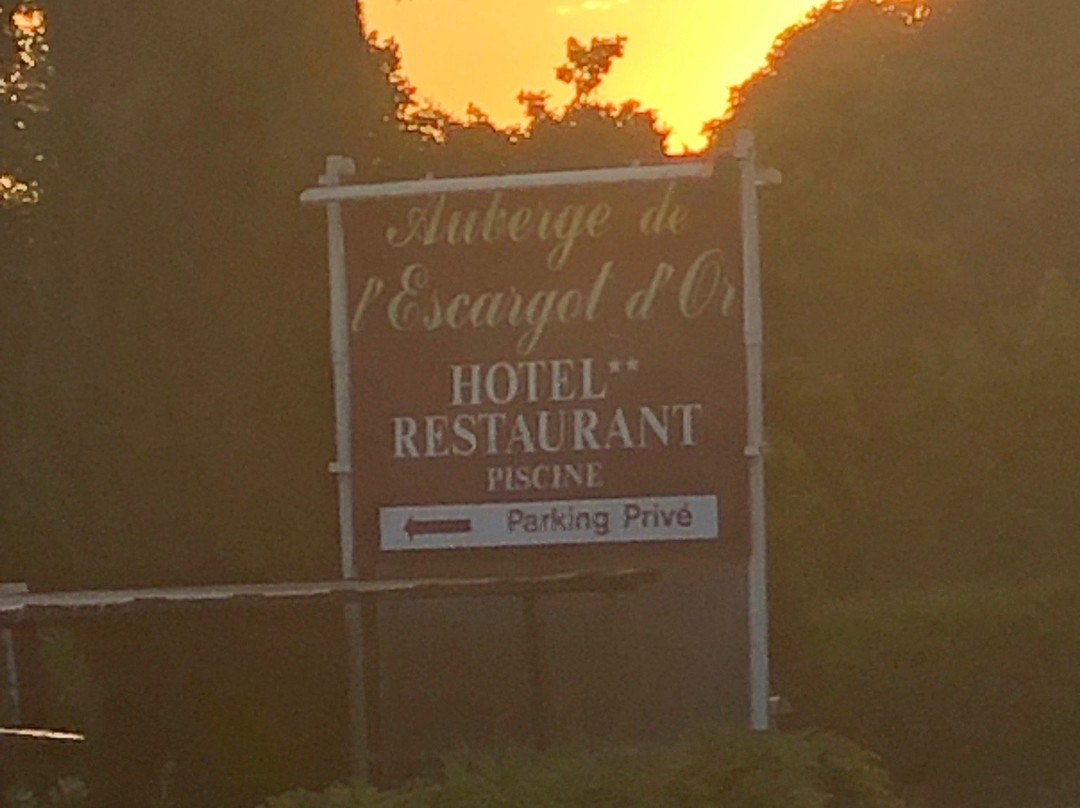 Auberge de
l'Escargot d'Or
HOTEL**
RESTAURANT
PISCINE
← Parking Privé